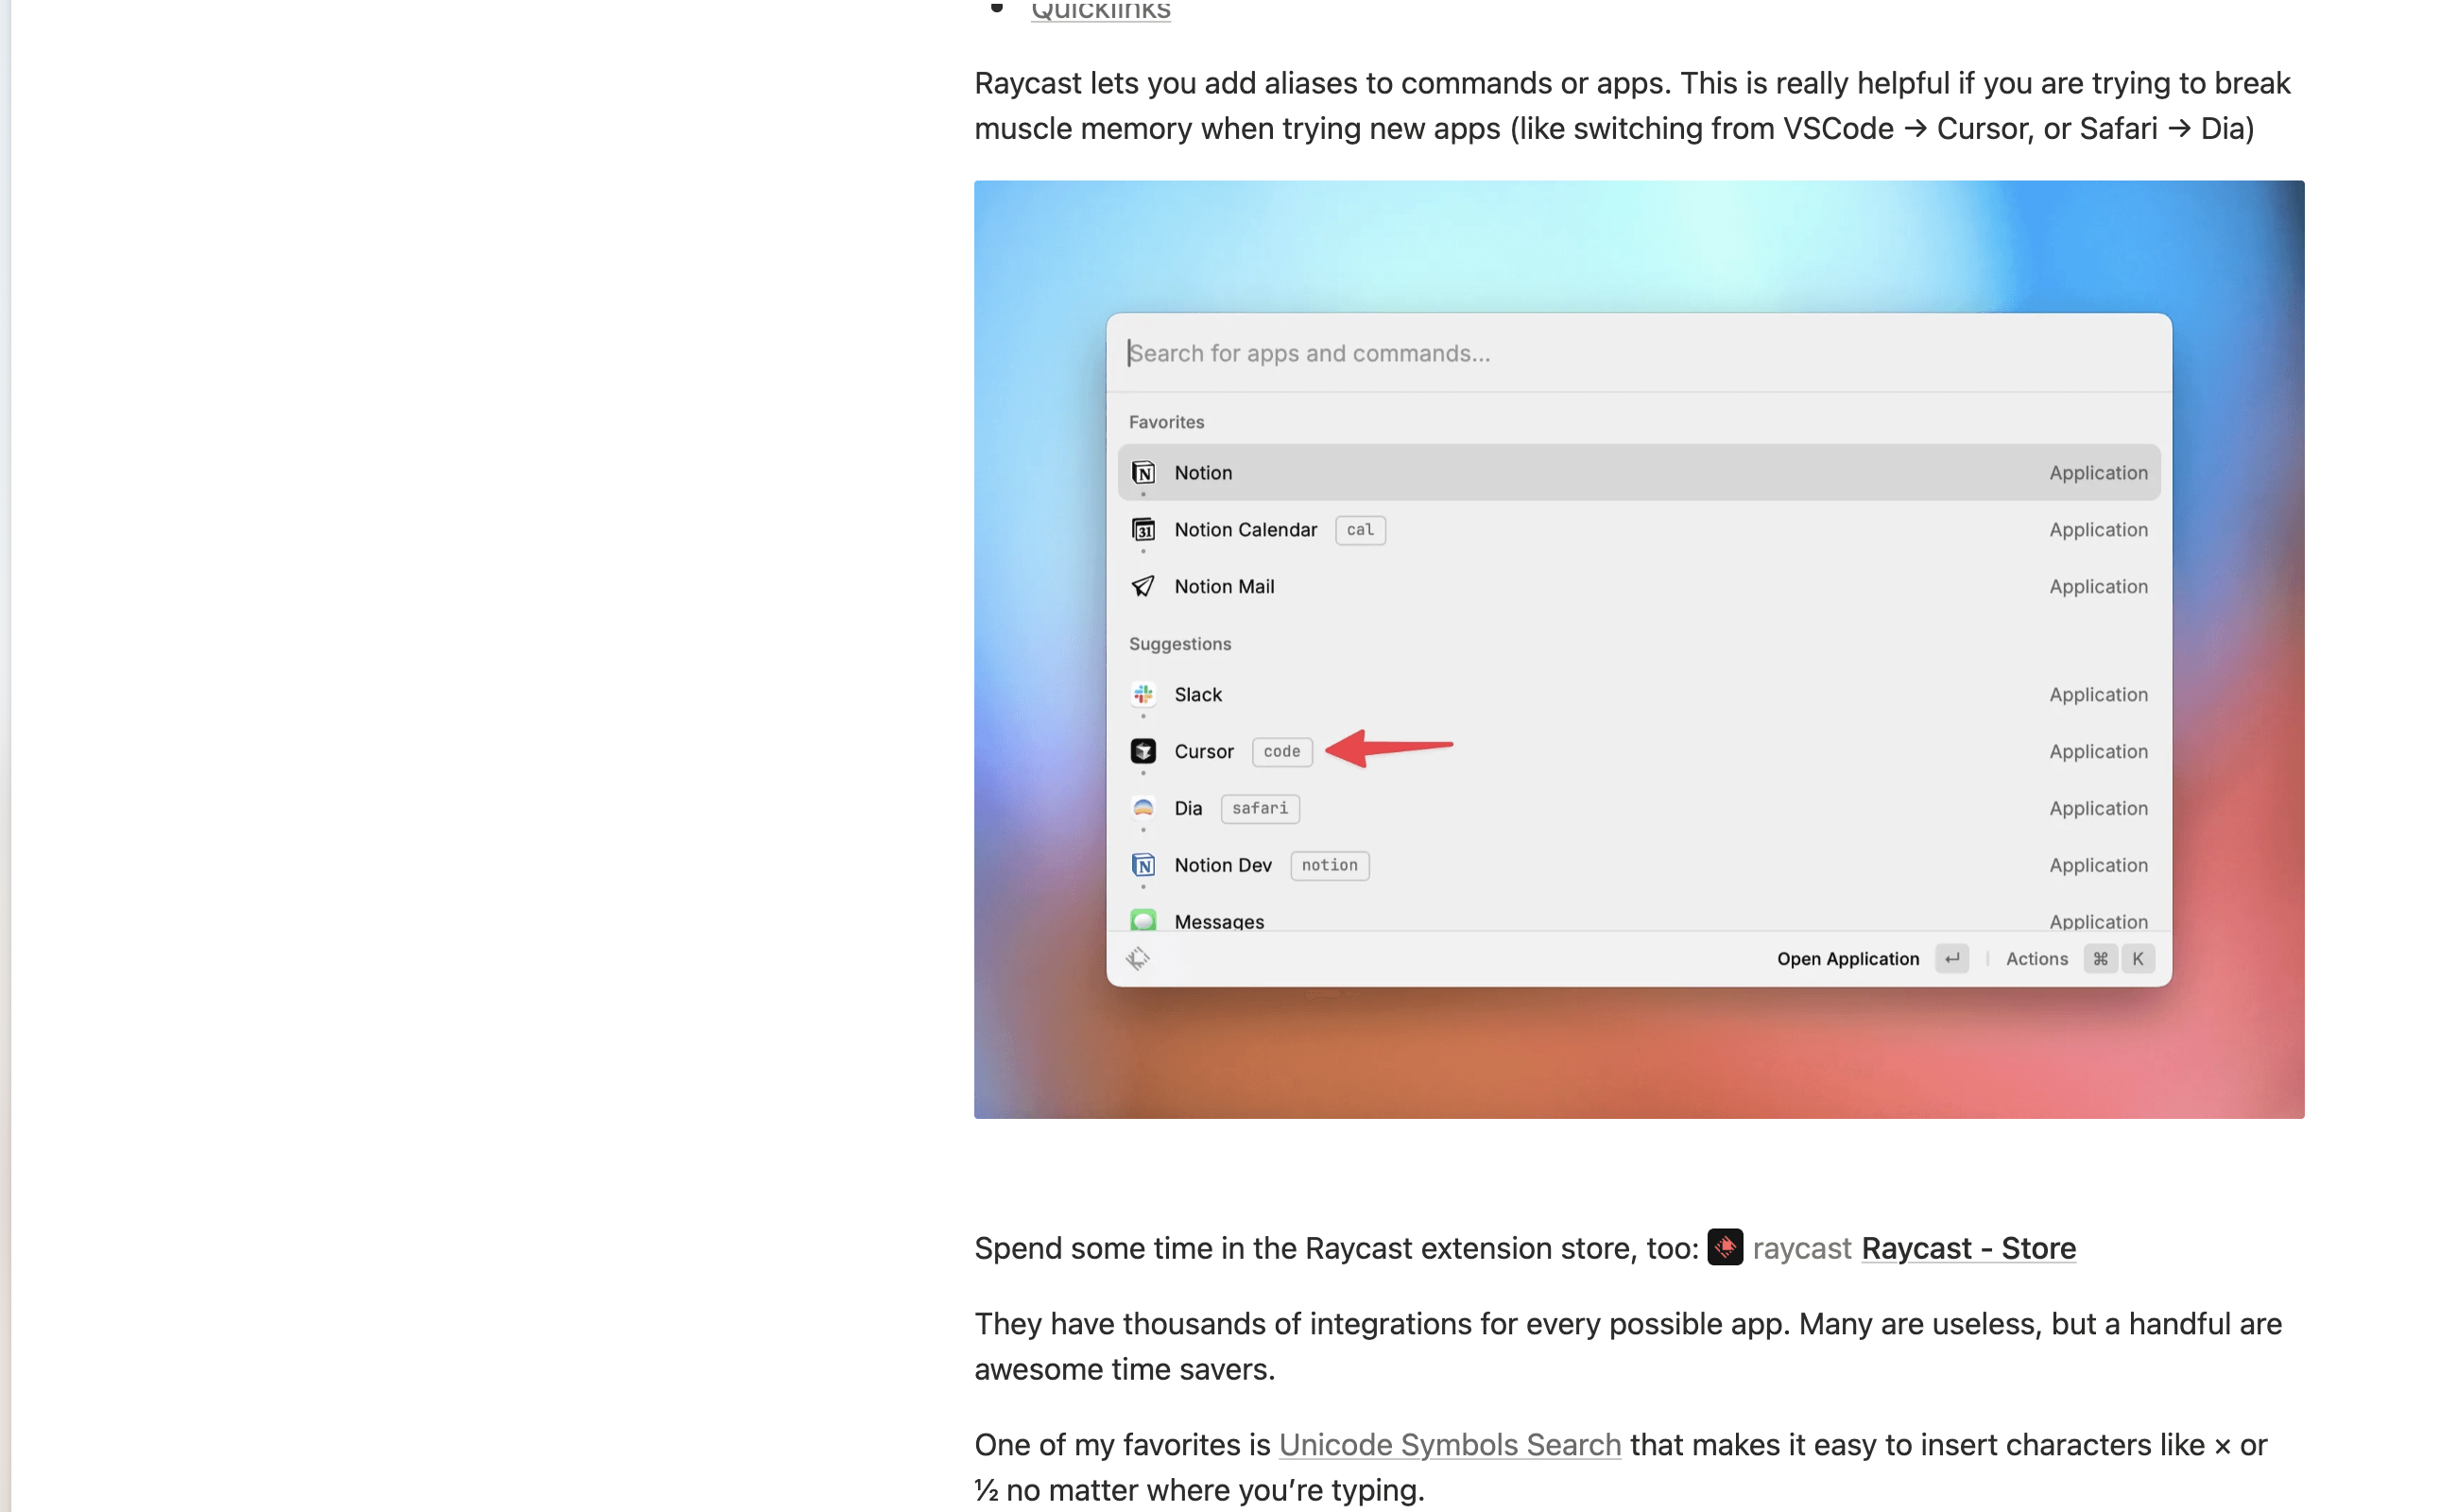 Quicklinks
Raycast lets you add aliases to commands or apps. This is really helpful if you are trying to break
muscle memory when trying new apps (like switching from VSCode → Cursor, or Safari → Dia)
Search for apps and commands...
Favorites
Notion Application
31 Notion Calendar cal Application
Notion Mail Application
Suggestions
Slack Application
Cursor code Application
Dia safari Application
Notion Dev notion Application
Messages Application
Open Application ↵ Actions ⌘ K
Spend some time in the Raycast extension store, too: raycast Raycast - Store
They have thousands of integrations for every possible app. Many are useless, but a handful are
awesome time savers.
One of my favorites is Unicode Symbols Search that makes it easy to insert characters like × or
½ no matter where you’re typing.